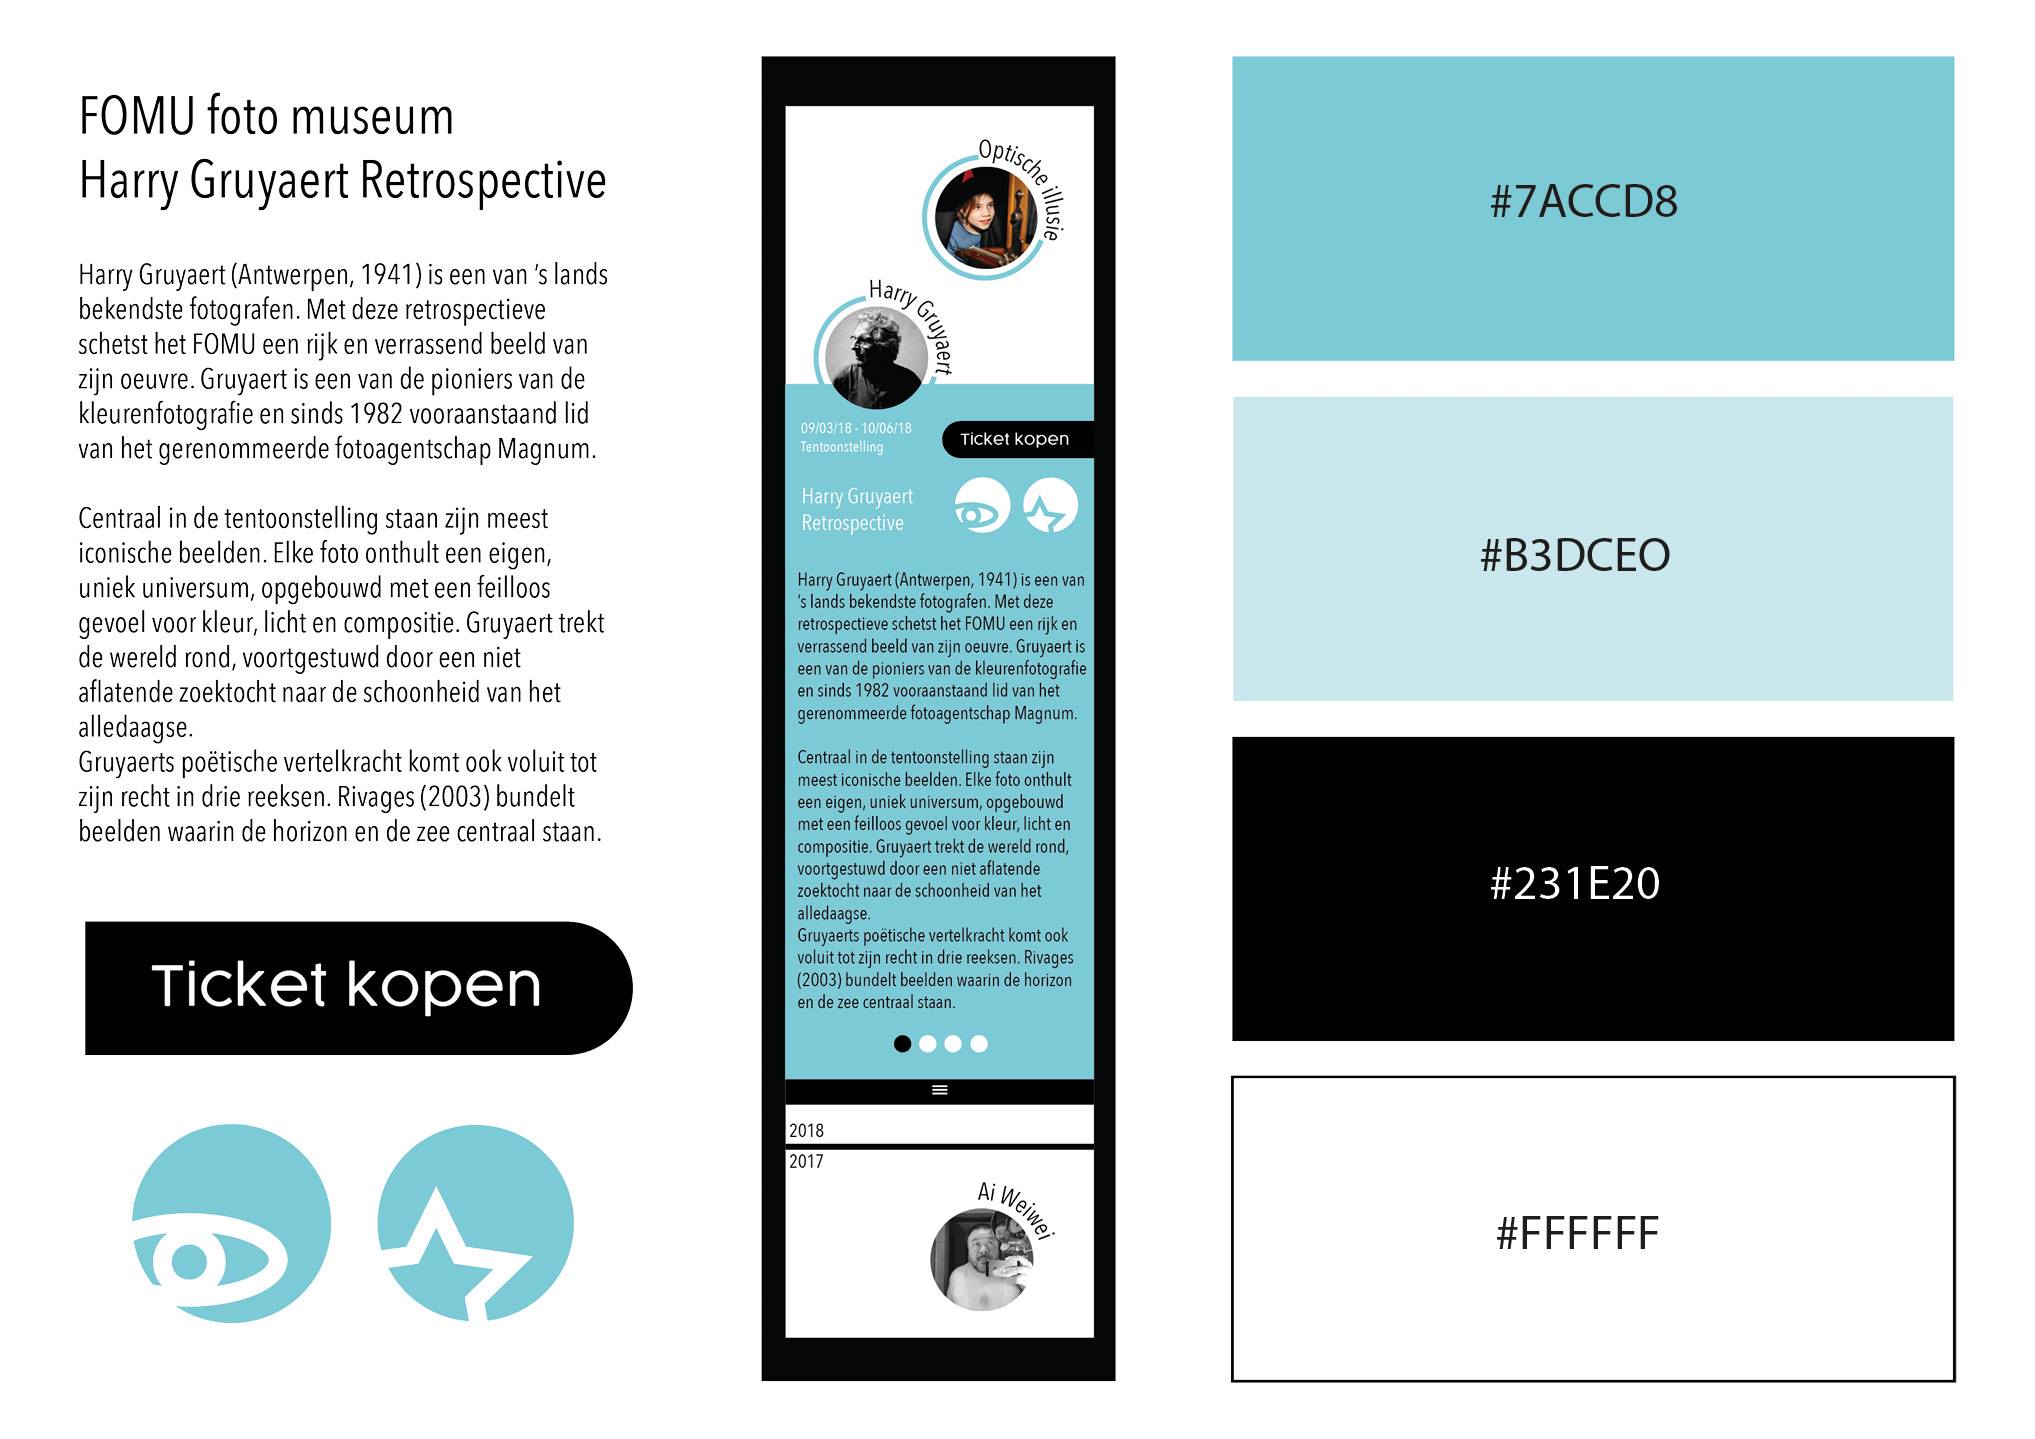 FOMU foto museum
Harry Gruyaert Retrospective
Harry Gruyaert (Antwerpen, 1941) is een van ’s lands
bekendste fotografen. Met deze retrospectieve
schetst het FOMU een rijk en verrassend beeld van
zijn oeuvre. Gruyaert is een van de pioniers van de
kleurenfotografie en sinds 1982 vooraanstaand lid
van het gerenommeerde fotoagentschap Magnum.
Centraal in de tentoonstelling staan zijn meest
iconische beelden. Elke foto onthult een eigen,
uniek universum, opgebouwd met een feilloos
gevoel voor kleur, licht en compositie. Gruyaert trekt
de wereld rond, voortgestuwd door een niet
aflatende zoektocht naar de schoonheid van het
alledaagse.
Gruyaerts poëtische vertelkracht komt ook voluit tot
zijn recht in drie reeksen. Rivages (2003) bundelt
beelden waarin de horizon en de zee centraal staan.
Ticket kopen
Optische illusie
Harry Gruyaert
09/03/18 - 10/06/18
Tentoonstelling
Ticket kopen
Harry Gruyaert
Retrospective
Harry Gruyaert (Antwerpen, 1941) is een van
’s lands bekendste fotografen. Met deze
retrospectieve schetst het FOMU een rijk en
verrassend beeld van zijn oeuvre. Gruyaert is
een van de pioniers van de kleurenfotografie
en sinds 1982 vooraanstaand lid van het
gerenommeerde fotoagentschap Magnum.
Centraal in de tentoonstelling staan zijn
meest iconische beelden. Elke foto onthult
een eigen, uniek universum, opgebouwd
met een feilloos gevoel voor kleur, licht en
compositie. Gruyaert trekt de wereld rond,
voortgestuwd door een niet aflatende
zoektocht naar de schoonheid van het
alledaagse.
Gruyaerts poëtische vertelkracht komt ook
voluit tot zijn recht in drie reeksen. Rivages
(2003) bundelt beelden waarin de horizon
en de zee centraal staan.
2018
2017
Ai Weiwei
#7ACCD8
#B3DCEO
#231E20
#FFFFFF